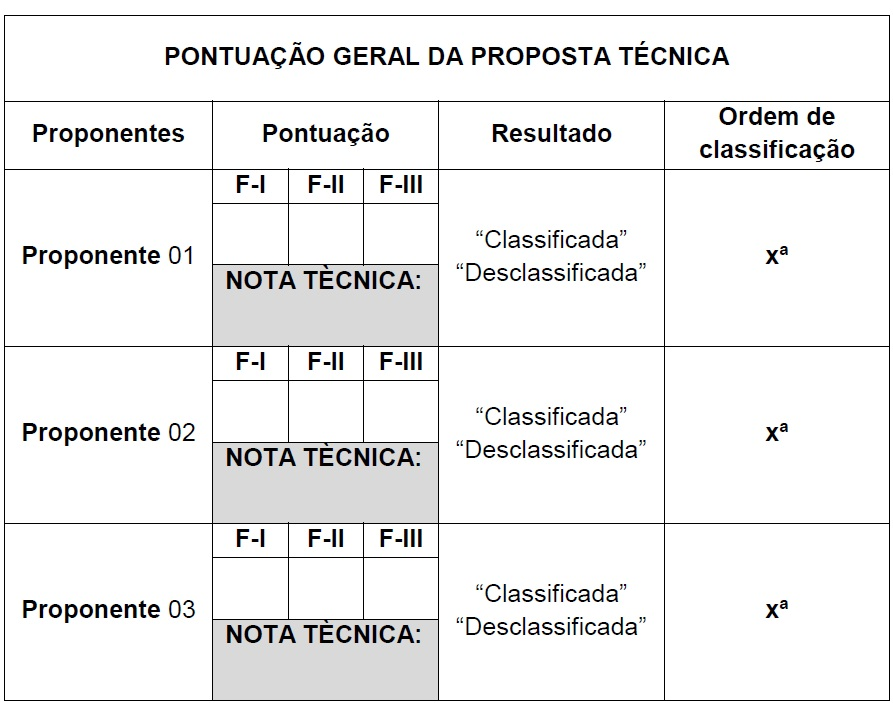 PONTUAÇÃO GERAL DA PROPOSTA TÉCNICA
Proponentes Pontuação Resultado Ordem de classificação
F-I F-II F-III
Proponente 01
NOTA TÈCNICA:
“Classificada”
“Desclassificada”
xª
F-I F-II F-III
Proponente 02
NOTA TÈCNICA:
“Classificada”
“Desclassificada”
xª
F-I F-II F-III
Proponente 03
NOTA TÈCNICA:
“Classificada”
“Desclassificada”
xª